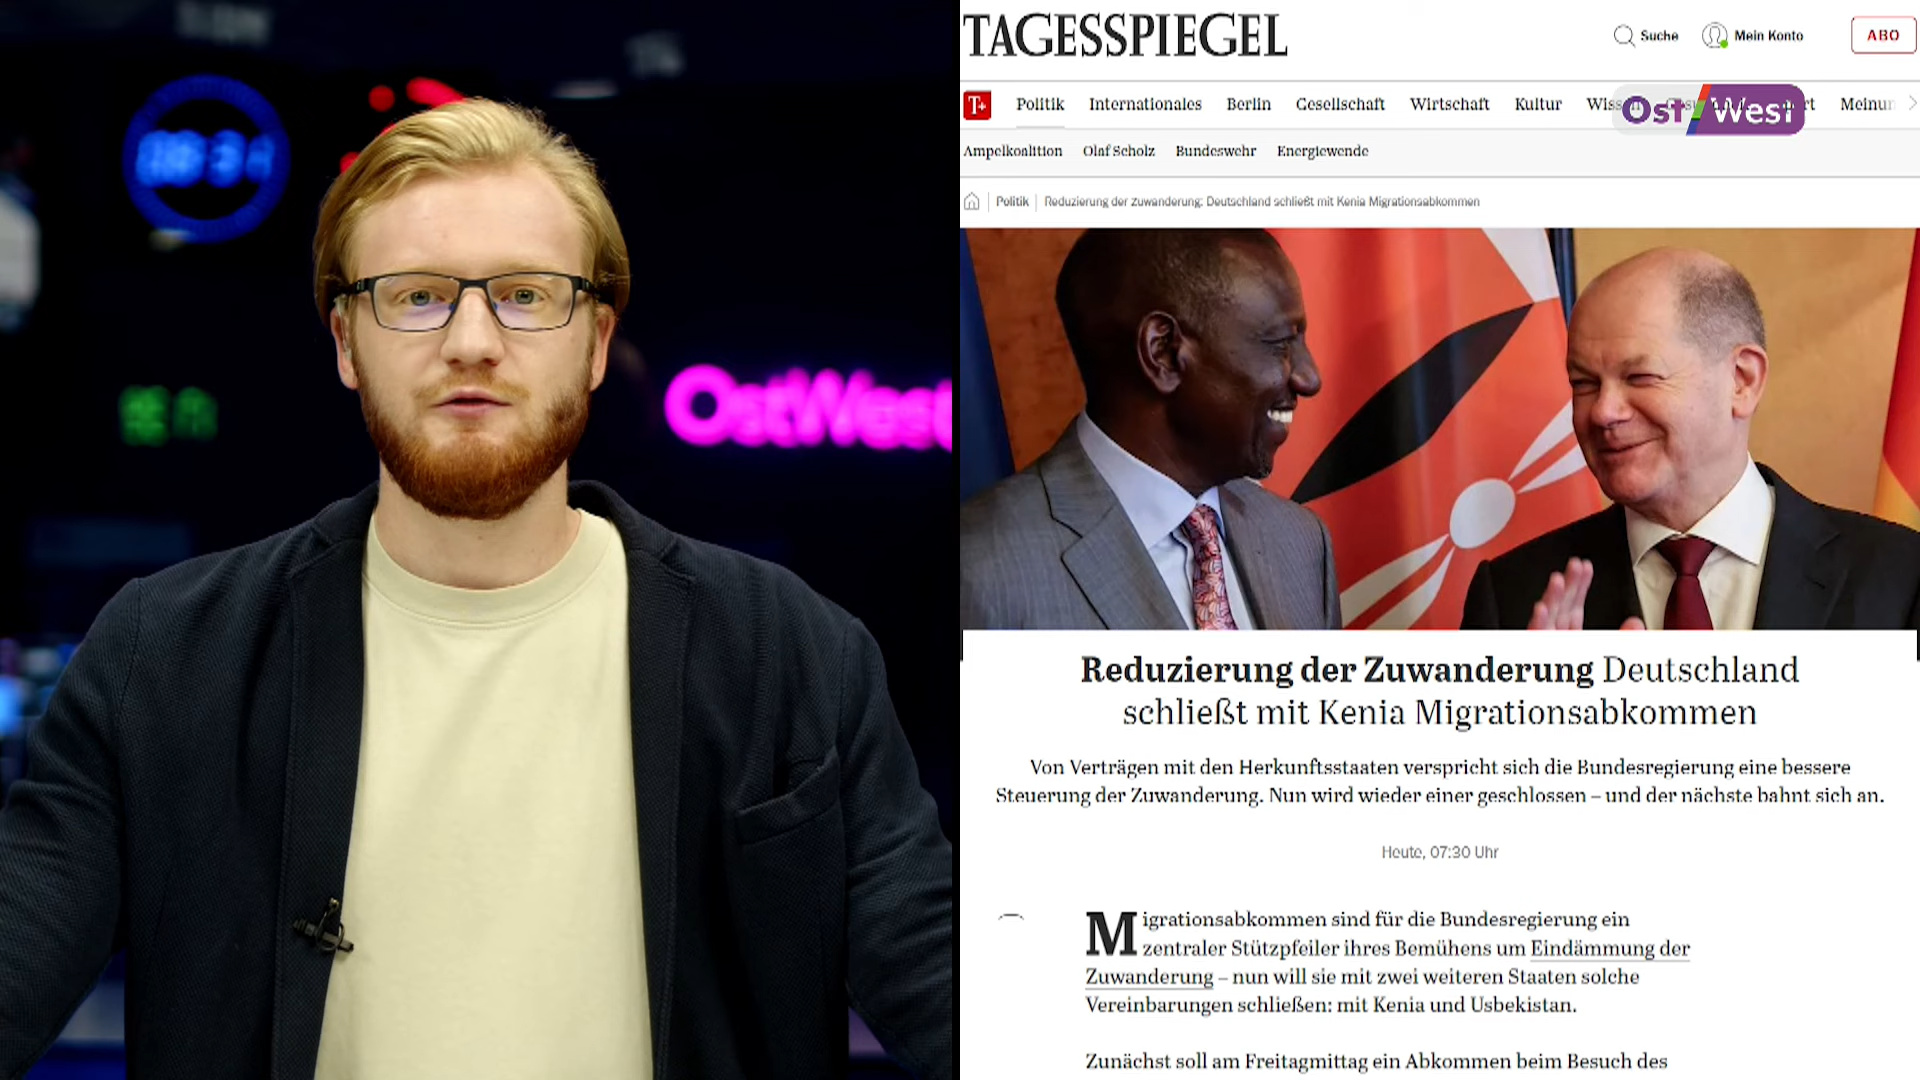 OstWest
TAGESSPIEGEL
Suche
Mein Konto
ABO
T+
Politik
Internationales
Berlin
Gesellschaft
Wirtschaft
Kultur
Ost/West
Ampelkoalition
Olaf Scholz
Bundeswehr
Energiewende
Politik
Reduzierung der Zuwanderung: Deutschland schließt mit Kenia Migrationsabkommen
Reduzierung der Zuwanderung Deutschland
schließt mit Kenia Migrationsabkommen
Von Verträgen mit den Herkunftsstaaten verspricht sich die Bundesregierung eine bessere
Steuerung der Zuwanderung. Nun wird wieder einer geschlossen – und der nächste bahnt sich an.
Heute, 07:30 Uhr
Migrationsabkommen sind für die Bundesregierung ein
zentraler Stützpfeiler ihres Bemühens um Eindämmung der
Zuwanderung – nun will sie mit zwei weiteren Staaten solche
Vereinbarungen schließen: mit Kenia und Usbekistan.
Zunächst soll am Freitagmittag ein Abkommen beim Besuch des